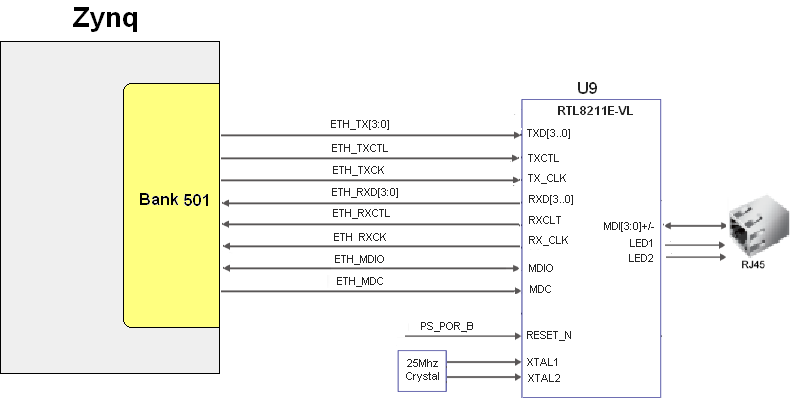 Zynq
Bank 501
ETH_TX[3:0]
ETH_TXCTL
ETH_TXCK
ETH_RXD[3:0]
ETH_RXCTL
ETH_RXCK
ETH_MDIO
ETH_MDC
PS_POR_B
25Mhz
Crystal
U9
RTL8211E-VL
TXD[3..0]
TXCTL
TX_CLK
RXD[3..0]
RXCLT
RX_CLK
MDIO
MDC
RESET_N
XTAL1
XTAL2
MDI[3:0]+/-
LED1
LED2
RJ45